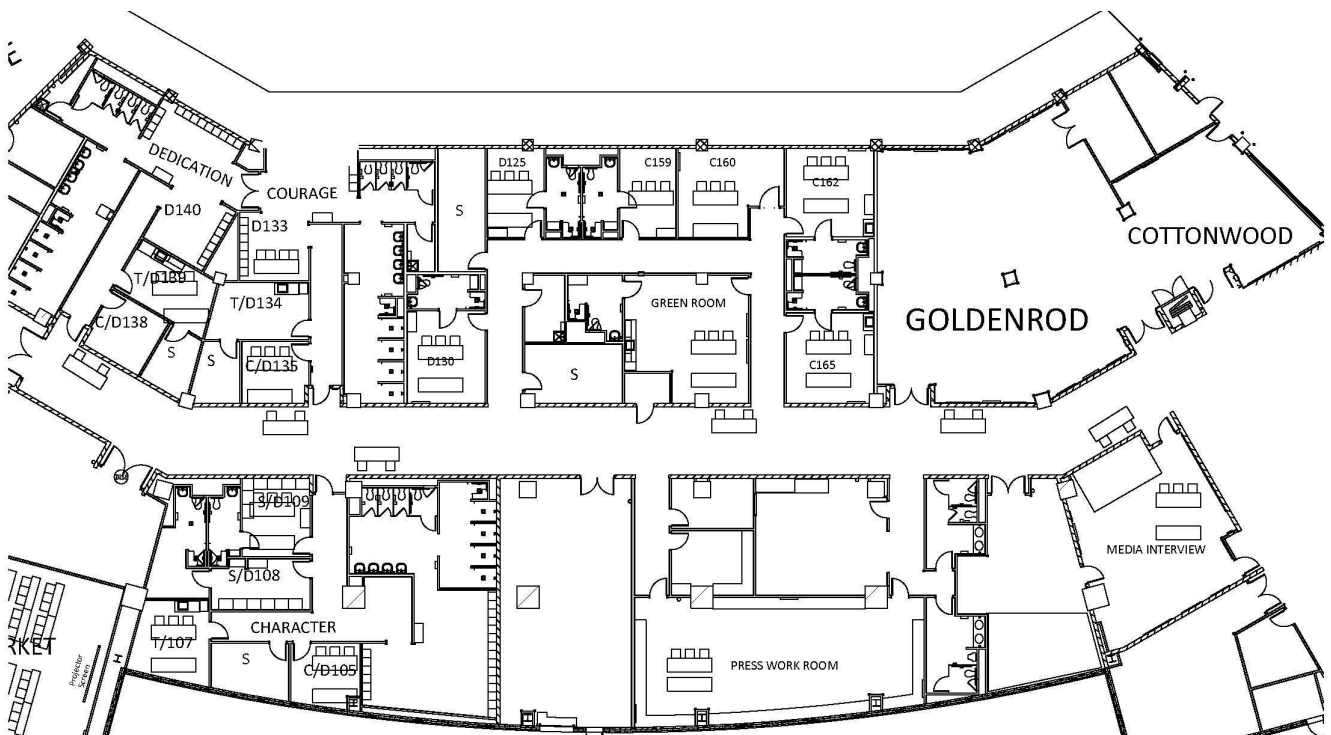 E
DEDICATION
COURAGE
D140
D133
T/D139
T/D134
C/D138
S
S
C/D135
S
D125
C159
C160
C162
D130
GREEN ROOM
S
C165
GOLDENROD
COTTONWOOD
S/D109
S/D108
T/107
CHARACTER
S
C/D105
RKET
Projector
Screen
H
PRESS WORK ROOM
MEDIA INTERVIEW